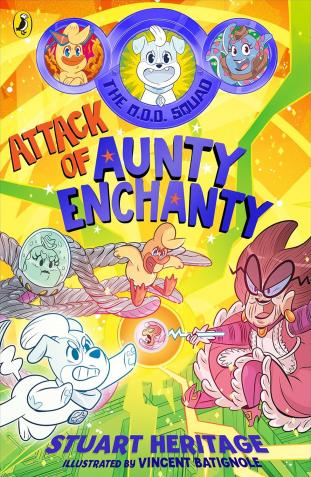 THE O.D.D. SQUAD
ATTACK
OF AUNTY
ENCHANTY
STUART HERITAGE
ILLUSTRATED BY VINCENT BATIGNOLE